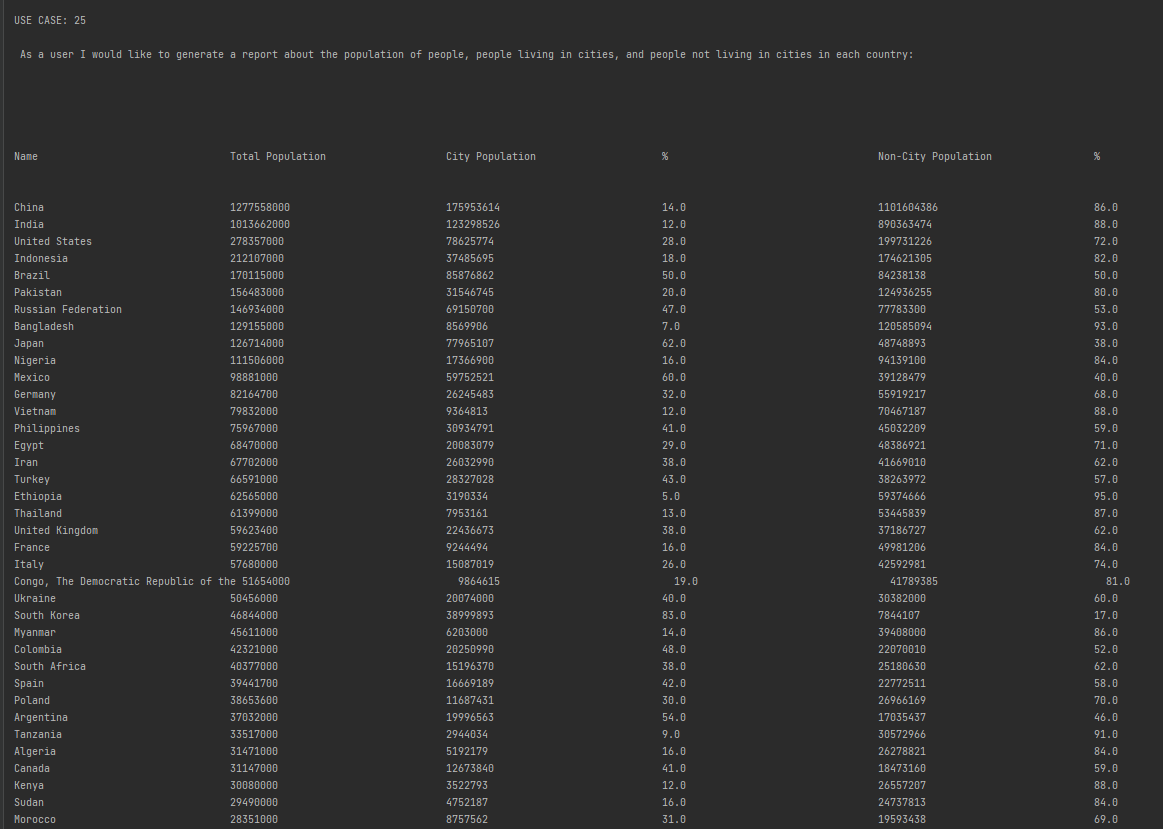 USE CASE: 25
As a user I would like to generate a report about the population of people, people living in cities, and people not living in cities in each country:
Name Total Population City Population % Non-City Population %
China 1277558000 175953614 14.0 1101604386 86.0
India 1013662000 123298526 12.0 890363474 88.0
United States 278357000 78625774 28.0 199731226 72.0
Indonesia 212107000 37485695 18.0 174621305 82.0
Brazil 170115000 85876862 50.0 84238138 50.0
Pakistan 156483000 31546745 20.0 124936255 80.0
Russian Federation 146934000 69150700 47.0 77783300 53.0
Bangladesh 129155000 8569906 7.0 120585094 93.0
Japan 126714000 77965107 62.0 48748893 38.0
Nigeria 111506000 17366900 16.0 94139100 84.0
Mexico 98881000 59752521 60.0 39128479 40.0
Germany 82164700 26245483 32.0 55919217 68.0
Vietnam 79832000 9364813 12.0 70467187 88.0
Philippines 75967000 30934791 41.0 45032209 59.0
Egypt 68470000 20083079 29.0 48386921 71.0
Iran 67702000 26032990 38.0 41669010 62.0
Turkey 66591000 28327028 43.0 38263972 57.0
Ethiopia 62565000 3190334 5.0 59374666 95.0
Thailand 61399000 7953161 13.0 53445839 87.0
United Kingdom 59623400 22436673 38.0 37186727 62.0
France 59225700 9244494 16.0 49981206 84.0
Italy 57680000 15087019 26.0 42592981 74.0
Congo, The Democratic Republic of the 51654000 9864615 19.0 41789385 81.0
Ukraine 50456000 20074000 40.0 30382000 60.0
South Korea 46844000 38999893 83.0 7844107 17.0
Myanmar 45611000 6203000 14.0 39408000 86.0
Colombia 42321000 20250990 48.0 22070010 52.0
South Africa 40377000 15196370 38.0 25180630 62.0
Spain 39441700 16669189 42.0 22772511 58.0
Poland 38653600 11687431 30.0 26966169 70.0
Argentina 37032000 19996563 54.0 17035437 46.0
Tanzania 33517000 2944034 9.0 30572966 91.0
Algeria 31471000 5192179 16.0 26278821 84.0
Canada 31147000 12673840 41.0 18473160 59.0
Kenya 30080000 3522793 12.0 26557207 88.0
Sudan 29490000 4752187 16.0 24737813 84.0
Morocco 28351000 8757562 31.0 19593438 69.0